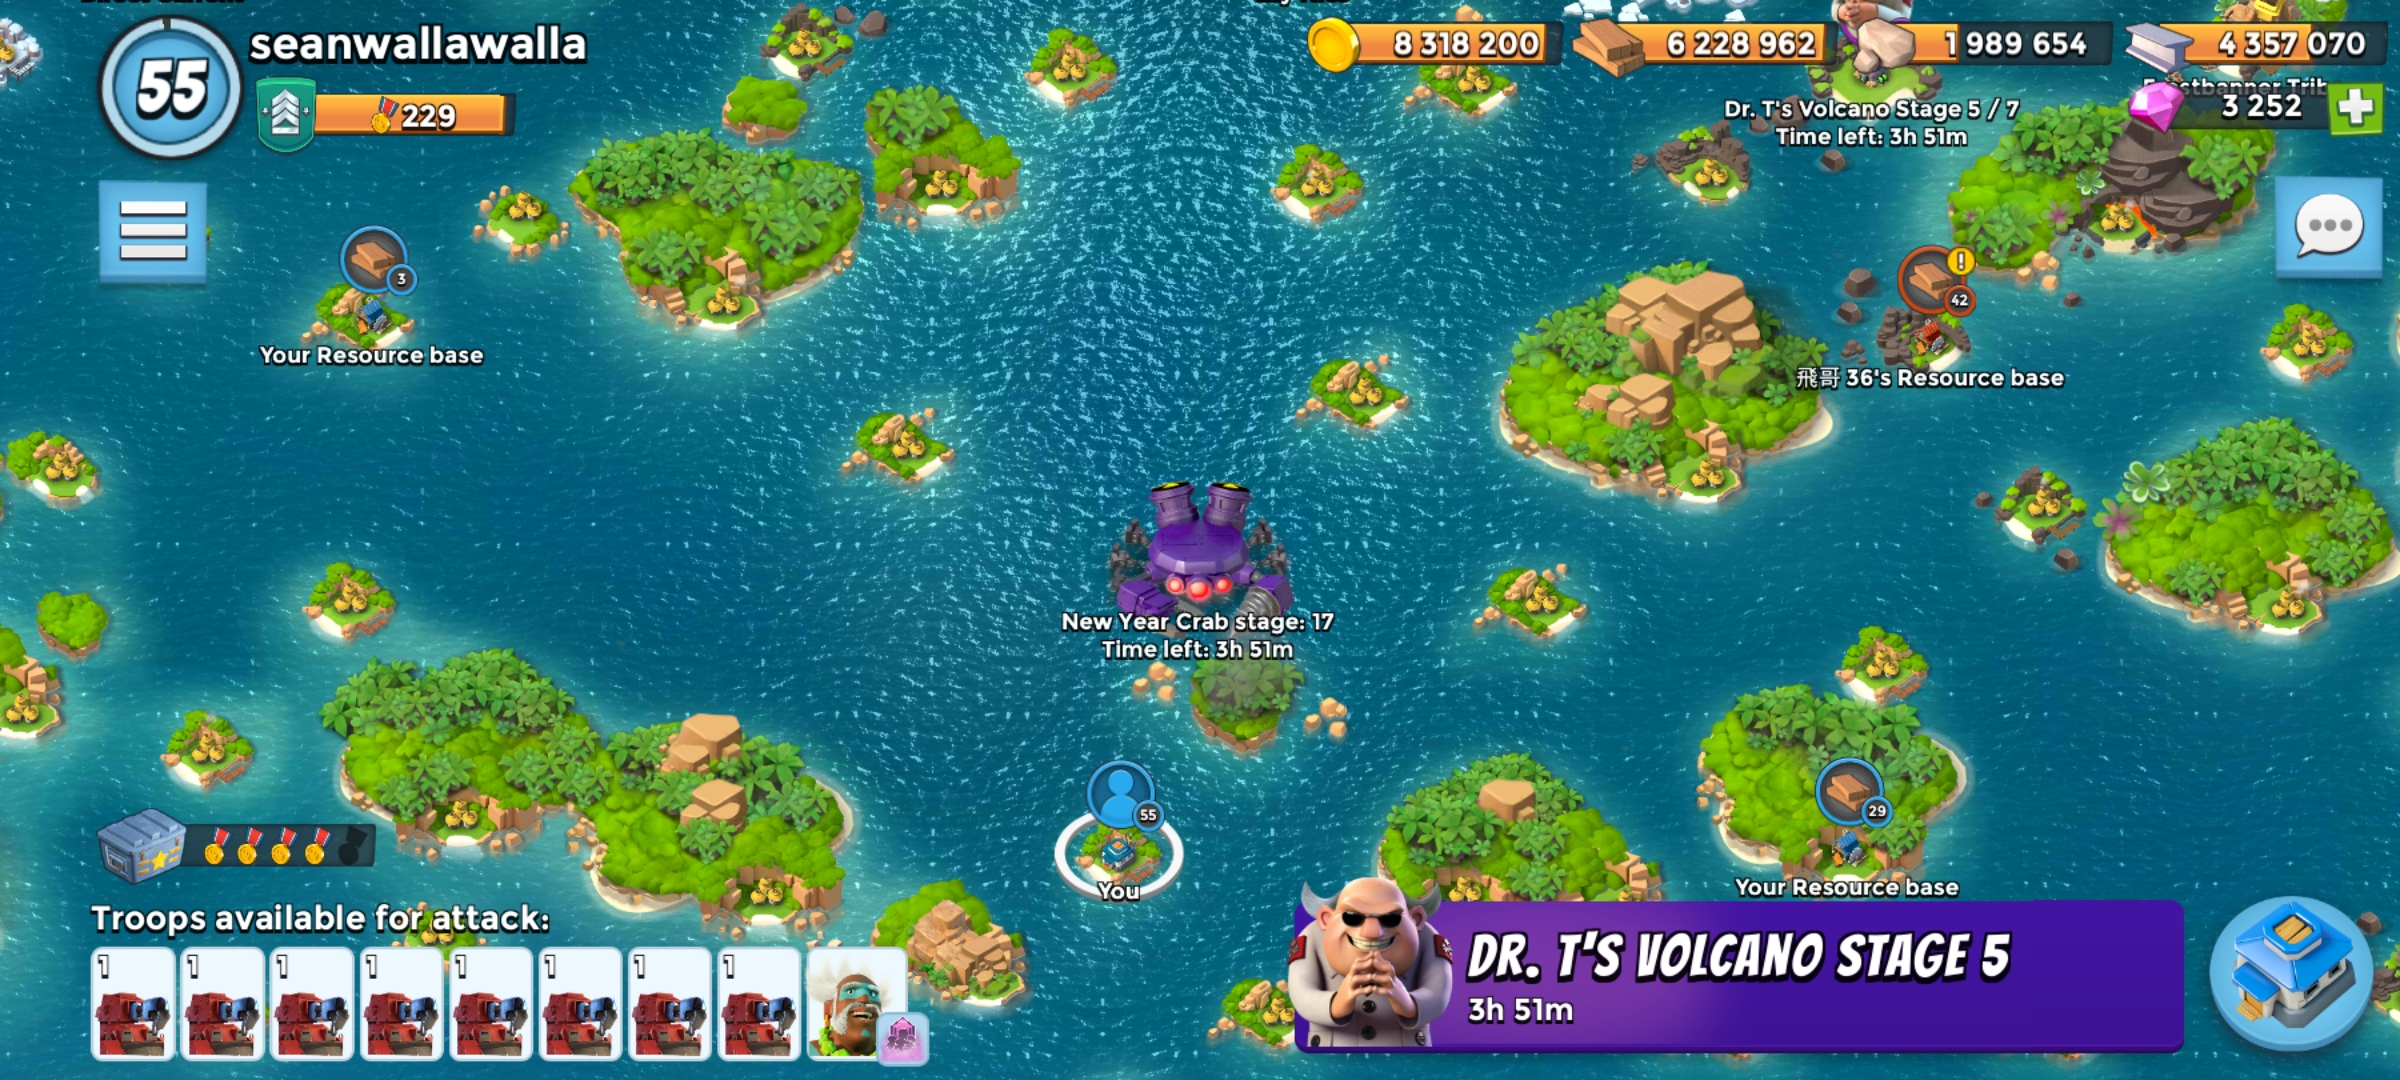 55
seanwallawalla
229
8 318 200
6 228 962
1 989 654
4 357 070
3 252
Dr. T's Volcano Stage 5 / 7
Time left: 3h 51m
3
Your Resource base
42
飛哥 36's Resource base
New Year Crab stage: 17
Time left: 3h 51m
55
You
29
Your Resource base
Troops available for attack:
1 1 1 1 1 1 1 1
DR. T'S VOLCANO STAGE 5
3h 51m